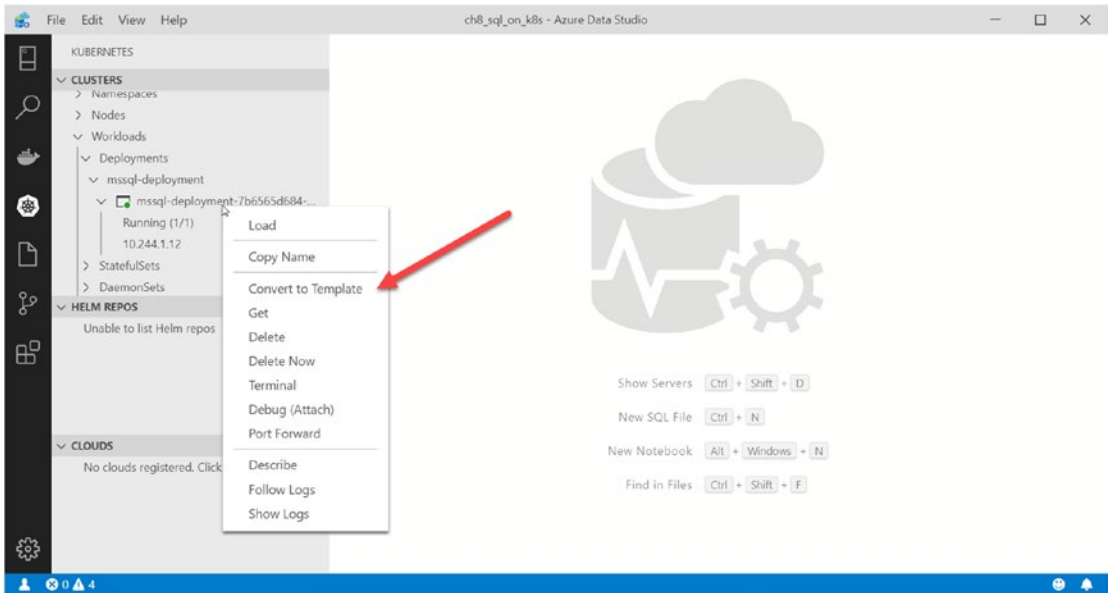 File Edit View Help
ch8_sql_on_k8s - Azure Data Studio
KUBERNETES
CLUSTERS
Namespaces
Nodes
Workloads
Deployments
mssql-deployment
mssql-deployment-7b6565d684-...
Running (1/1)
10.244.1.12
StatefulSets
DaemonSets
HELM REPOS
Unable to list Helm repos
CLOUDS
No clouds registered. Click
Load
Copy Name
Convert to Template
Get
Delete
Delete Now
Terminal
Debug (Attach)
Port Forward
Describe
Follow Logs
Show Logs
Show Servers Ctrl + Shift + D
New SQL File Ctrl + N
New Notebook Alt + Windows + N
Find in Files Ctrl + Shift + F
0 4